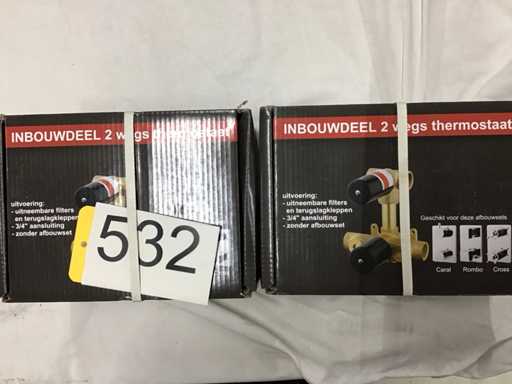 INBOUWDEEL 2 wegs thermostaat
uitvoering:
- uitneembare filters
en terugslagkleppen
- 3/4" aansluiting
- zonder afbouwset
532
INBOUWDEEL 2 wegs thermostaat
uitvoering:
- uitneembare filters
en terugslagkleppen
- 3/4" aansluiting
- zonder afbouwset
Geschikt voor deze afbouwsets
Caral Rombo Cross